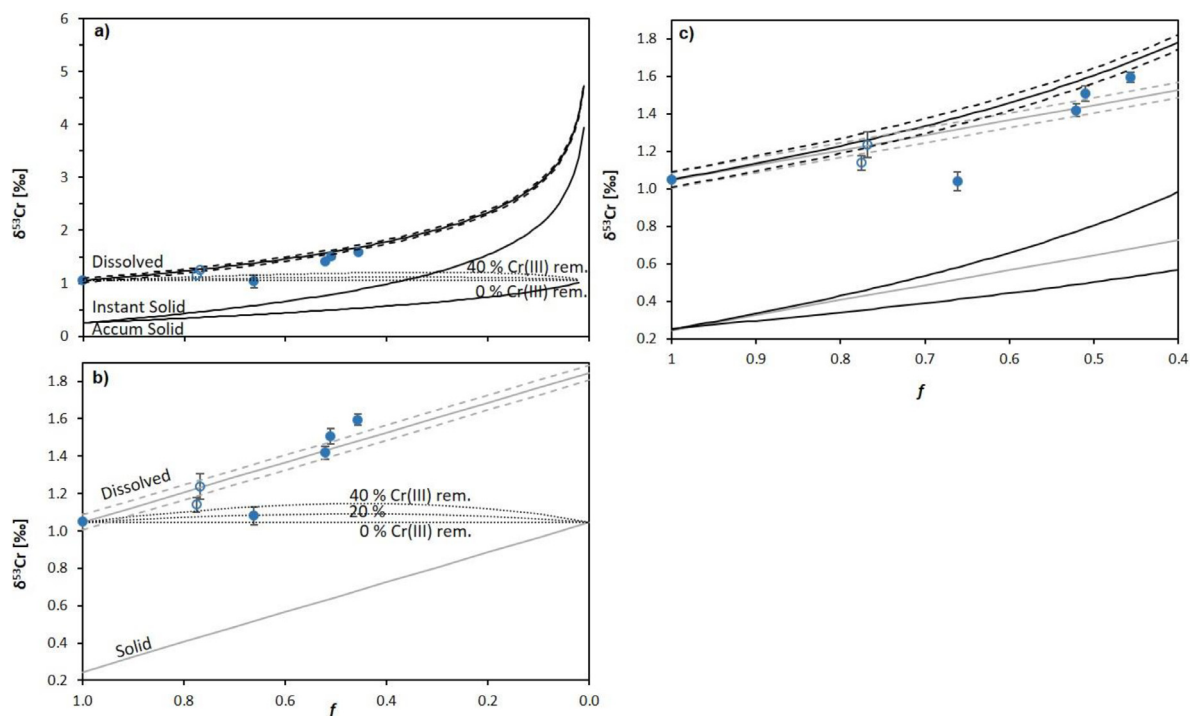 a)
6
5
4
3
2
1
0
δ⁵³Cr [‰]
Dissolved
40 % Cr(III) rem.
0 % Cr(III) rem.
Instant Solid
Accum Solid
b)
1.8
1.6
1.4
1.2
1.0
0.8
0.6
0.4
0.2
δ⁵³Cr [‰]
Dissolved
40 % Cr(III) rem.
20 %
0 % Cr(III) rem.
Solid
1.0 0.8 0.6 0.4 0.2 0.0
f
c)
1.8
1.6
1.4
1.2
1.0
0.8
0.6
0.4
0.2
δ⁵³Cr [‰]
1 0.9 0.8 0.7 0.6 0.5 0.4
f